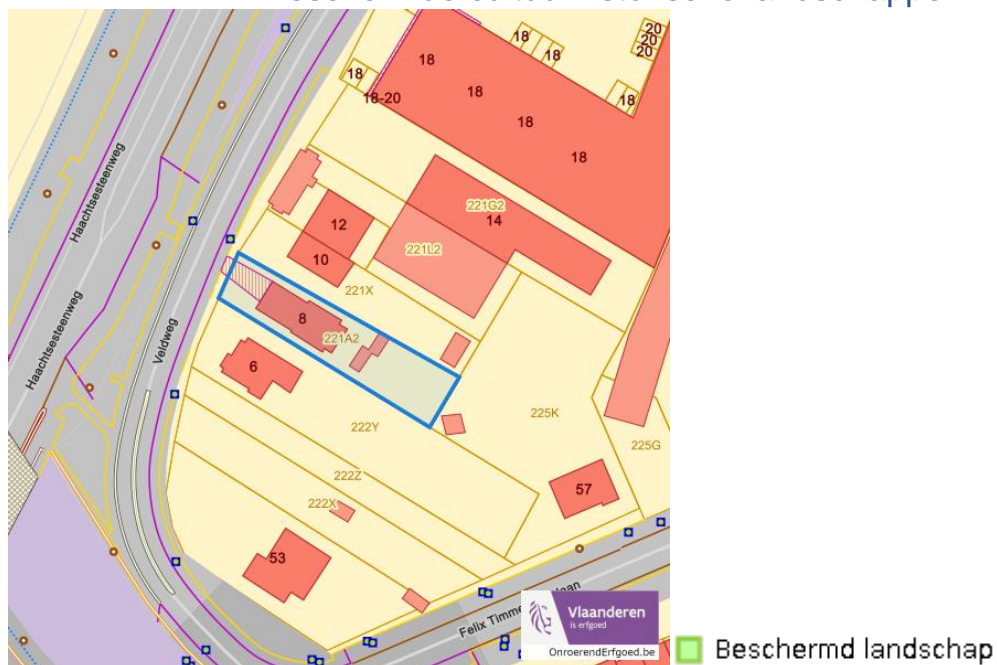 20
20
20
18
18
18
18
18
18-20
18
18
18
221G2
14
12
221L2
10
221X
8
221A2
6
222Y
225K
225G
222Z
57
222X
53
Haachtsesteenweg
Haachtsesteenweg
Veldweg
Felix
Vlaanderen
is erfgoed
OnroerendErfgoed.be
Beschermd landschap